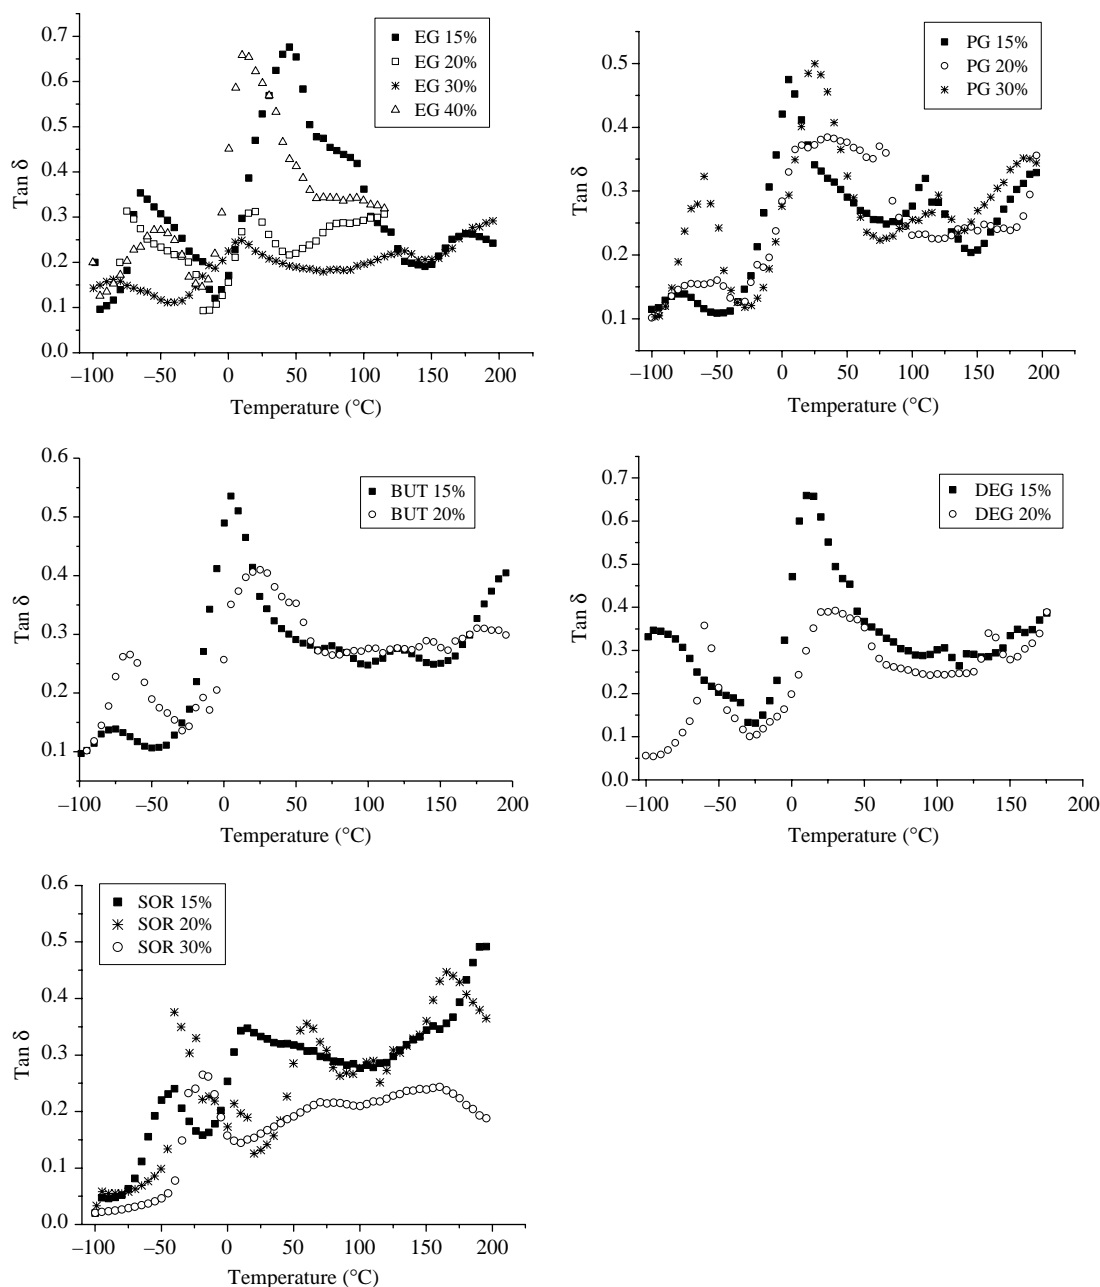 0.7
0.6
0.5
0.4
0.3
0.2
0.1
0.0
Tan δ
EG 15%
EG 20%
EG 30%
EG 40%
−100 −50 0 50 100 150 200
Temperature (°C)
0.5
0.4
0.3
0.2
0.1
Tan δ
PG 15%
PG 20%
PG 30%
−100 −50 0 50 100 150 200
Temperature (°C)
0.6
0.5
0.4
0.3
0.2
0.1
Tan δ
BUT 15%
BUT 20%
−100 −50 0 50 100 150 200
Temperature (°C)
0.7
0.6
0.5
0.4
0.3
0.2
0.1
0.0
Tan δ
DEG 15%
DEG 20%
−100 −50 0 50 100 150 200
Temperature (°C)
0.6
0.5
0.4
0.3
0.2
0.1
0.0
Tan δ
SOR 15%
SOR 20%
SOR 30%
−100 −50 0 50 100 150 200
Temperature (°C)